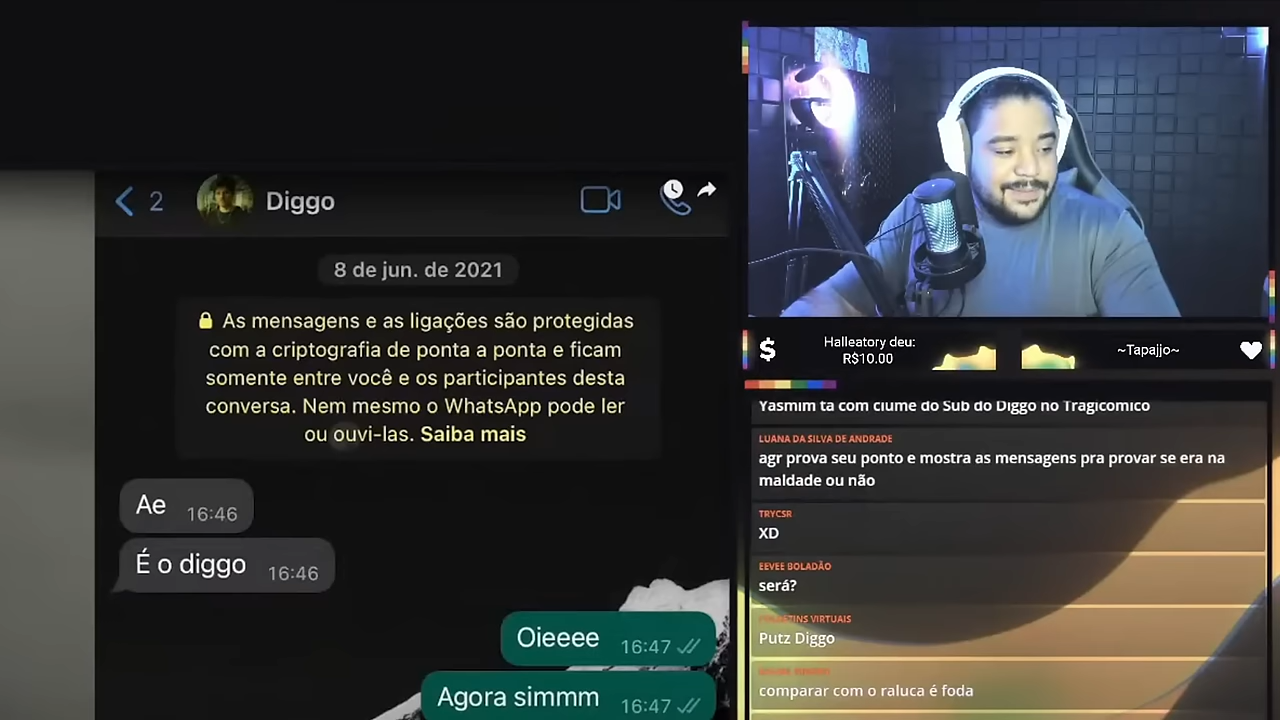 2
Diggo
8 de jun. de 2021
As mensagens e as ligações são protegidas
com a criptografia de ponta a ponta e ficam
somente entre você e os participantes desta
conversa. Nem mesmo o WhatsApp pode ler
ou ouvi-las. Saiba mais
Ae 16:46
É o diggo 16:46
Oieeee 16:47
Agora simmm 16:47
$
Halleatory deu:
R$10.00
~Tapajjo~
Yasmim ta com ciume do Sub do Diggo no Tragicomico
LUANA DA SILVA DE ANDRADE
agr prova seu ponto e mostra as mensagens pra provar se era na
maldade ou não
TRYCSR
XD
EEVEE BOLADÃO
será?
VIRTUAIS
Putz Diggo
comparar com o raluca é foda